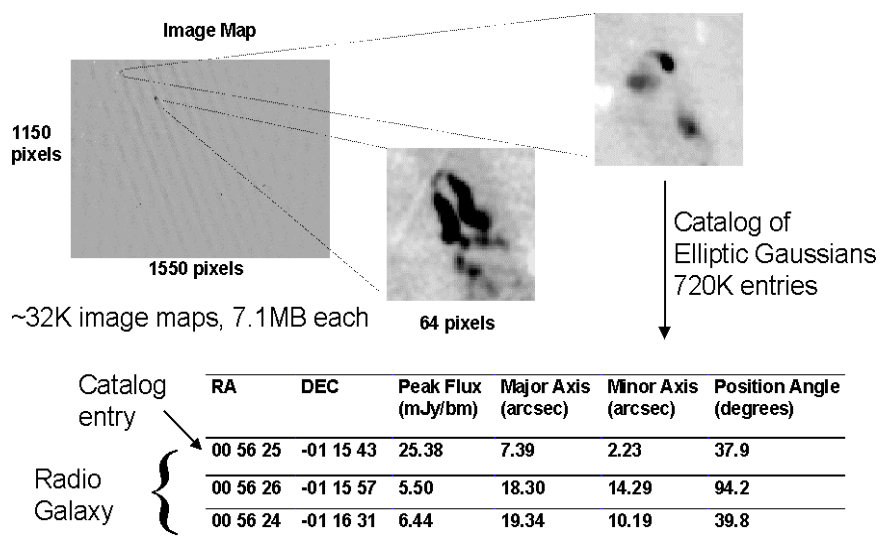 Image Map
1150
pixels
1550 pixels
64 pixels
~32K image maps, 7.1MB each
Catalog of
Elliptic Gaussians
720K entries
Catalog
entry
Radio
Galaxy
RA DEC Peak Flux Major Axis Minor Axis Position Angle
(mJy/bm) (arcsec) (arcsec) (degrees)
00 56 25 -01 15 43 25.38 7.39 2.23 37.9
00 56 26 -01 15 57 5.50 18.30 14.29 94.2
00 56 24 -01 16 31 6.44 19.34 10.19 39.8